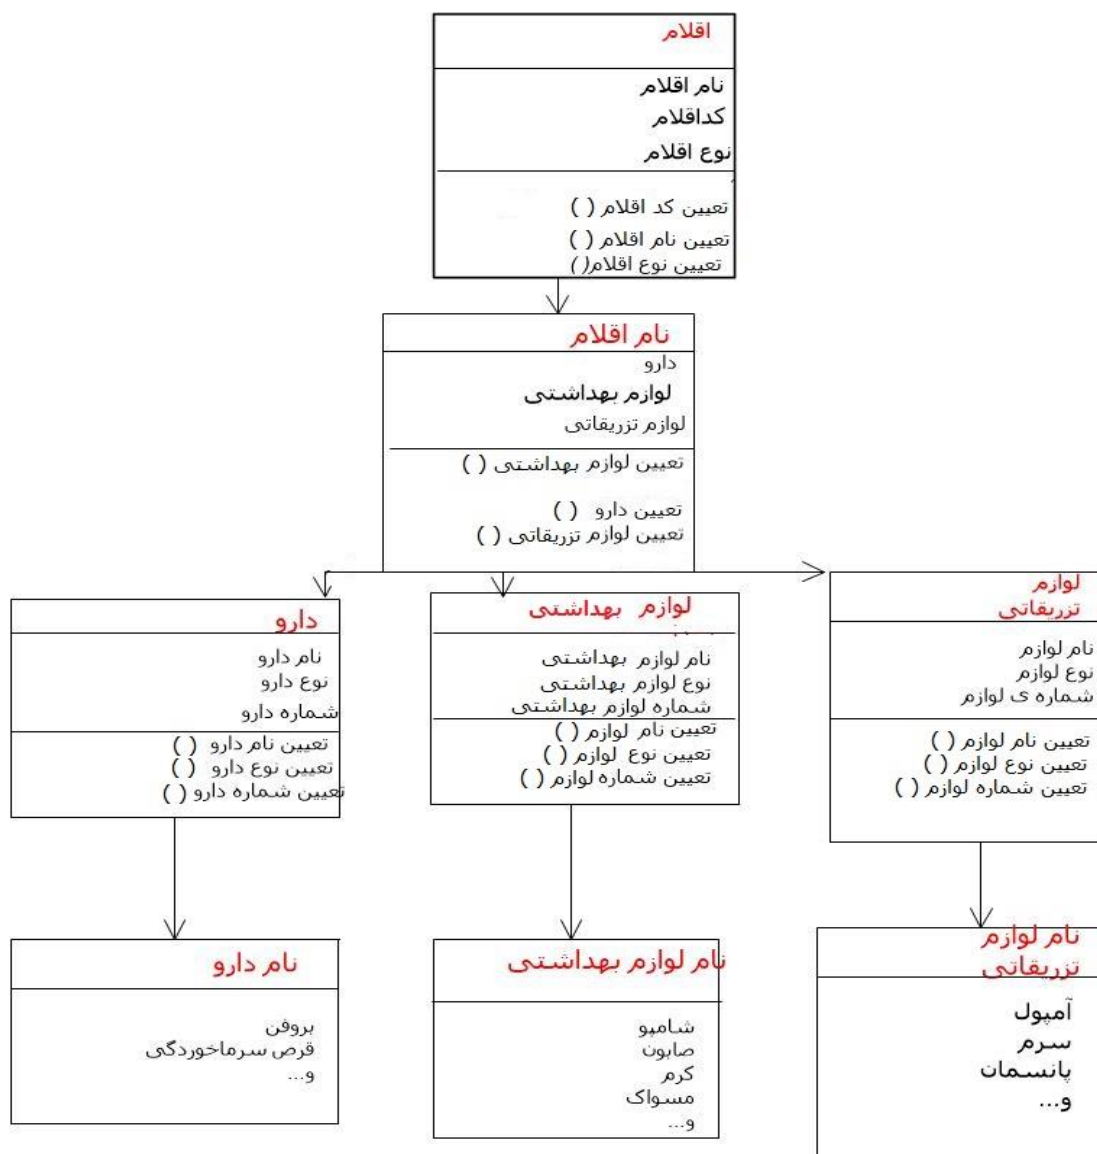 اقلام
نام اقلام
کداقلام
نوع اقلام
تعیین کد اقلام ( )
تعیین نام اقلام ( )
تعیین نوع اقلام( )
نام اقلام
دارو
لوازم بهداشتی
لوازم تزریقاتی
تعیین لوازم بهداشتی ( )
تعیین دارو ( )
تعیین لوازم تزریقاتی ( )
لوازم
تزریقاتی
نام لوازم
نوع لوازم
شماره ی لوازم
تعیین نام لوازم ( )
تعیین نوع لوازم ( )
تعیین شماره لوازم ( )
لوازم بهداشتی
نام لوازم بهداشتی
نوع لوازم بهداشتی
شماره لوازم بهداشتی
تعیین نام لوازم ( )
تعیین نوع لوازم ( )
تعیین شماره لوازم ( )
دارو
نام دارو
نوع دارو
شماره دارو
تعیین نام دارو ( )
تعیین نوع دارو ( )
تعیین شماره دارو ( )
نام لوازم
تزریقاتی
آمپول
سرم
پانسمان
و...
نام لوازم بهداشتی
شامپو
صابون
کرم
مسواک
و...
نام دارو
بروفن
قرص سرماخوردگی
و...